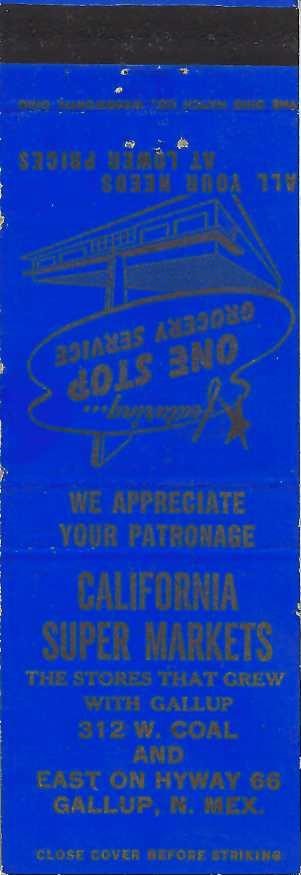 THE OHIO MATCH CO., WADSWORTH, OHIO
ALL YOUR NEEDS
AT LOWER PRICES
Featuring...
ONE STOP
GROCERY SERVICE
WE APPRECIATE
YOUR PATRONAGE
CALIFORNIA
SUPER MARKETS
THE STORES THAT GREW
WITH GALLUP
312 W. COAL
AND
EAST ON HYWAY 66
GALLUP, N. MEX.
CLOSE COVER BEFORE STRIKING